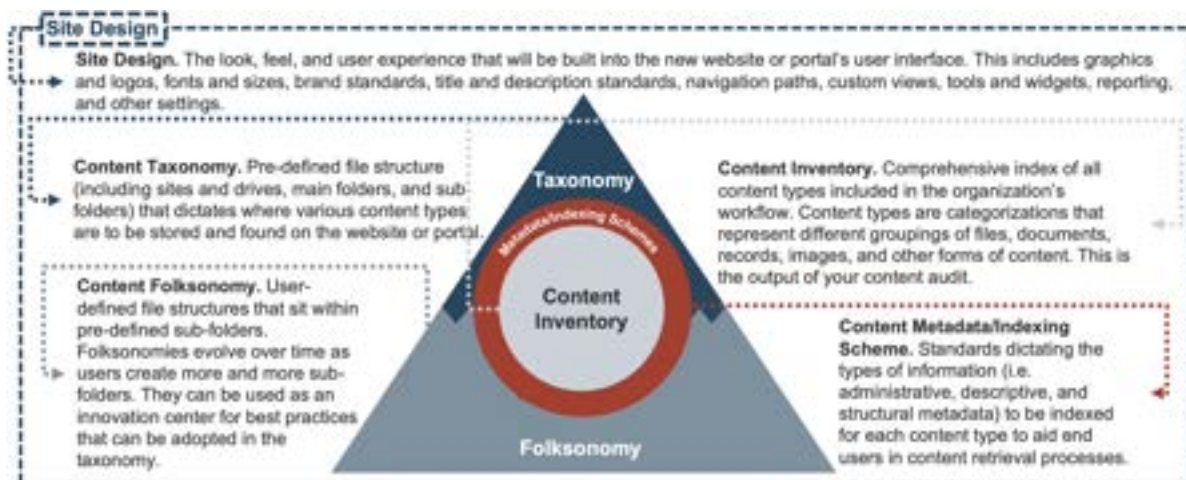 Site Design
Site Design. The look, feel, and user experience that will be built into the new website or portal's user interface. This includes graphics
and logos, fonts and sizes, brand standards, title and description standards, navigation paths, custom views, tools and widgets, reporting,
and other settings.
Content Taxonomy. Pre-defined file structure
(including sites and drives, main folders, and sub
folders) that dictates where various content types
are to be stored and found on the website or portal.
Content Folksonomy. User-
defined file structures that sit within
pre-defined sub-folders.
Folksonomies evolve over time as
users create more and more sub-
folders. They can be used as an
innovation center for best practices
that can be adopted in the
taxonomy.
Taxonomy
Metadata/Indexing Schemes
Content
Inventory
Folksonomy
Content Inventory. Comprehensive index of all
content types included in the organization's
workflow. Content types are categorizations that
represent different groupings of files, documents,
records, images, and other forms of content. This is
the output of your content audit.
Content Metadata/Indexing
Scheme. Standards dictating the
types of information (i.e.
administrative, descriptive, and
structural metadata) to be indexed
for each content type to aid end
users in content retrieval processes.